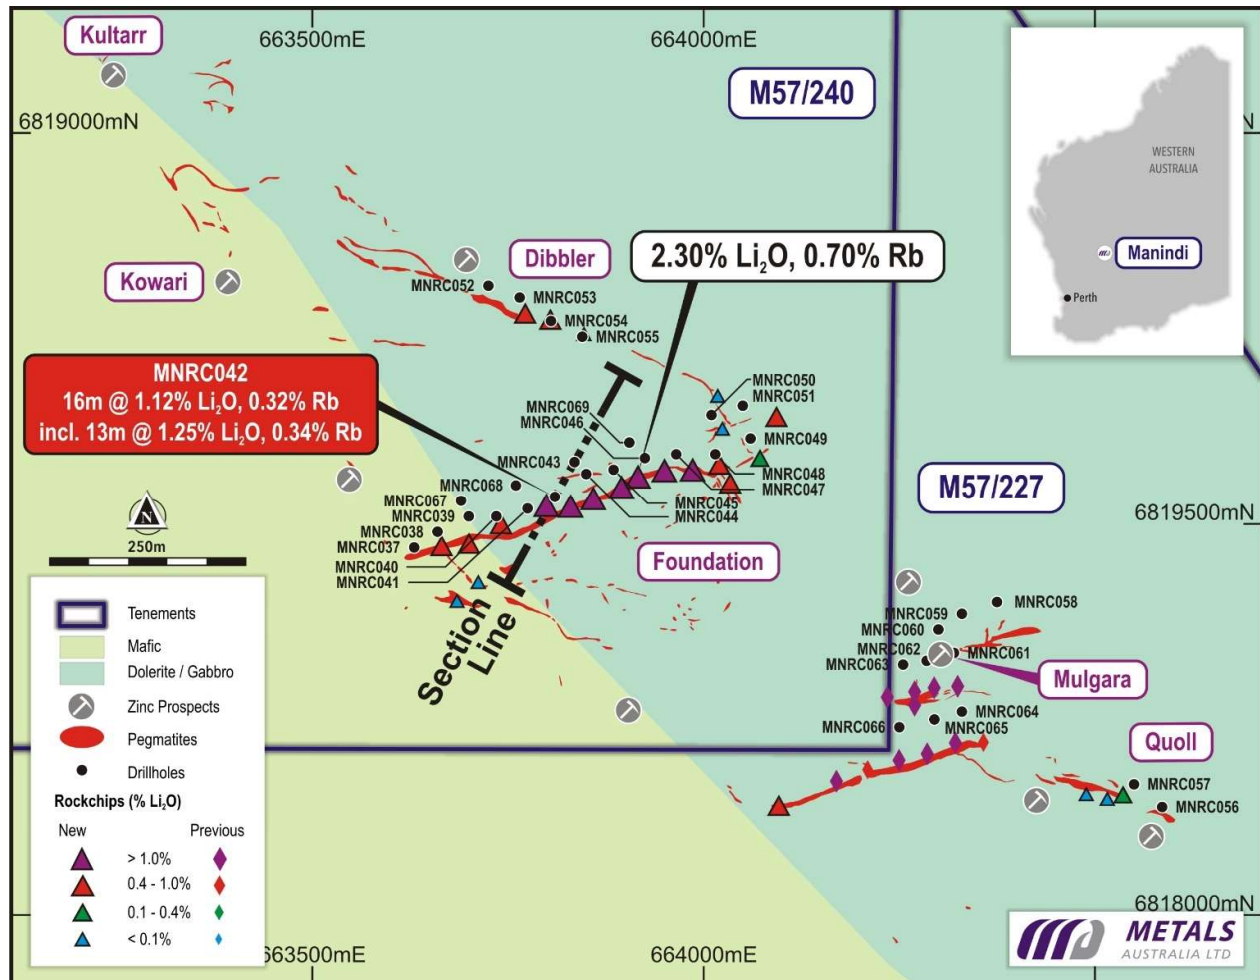 Kultarr
663500mE
664000mE
M57/240
6819000mN
N
WESTERN
AUSTRALIA
Manindi
Perth
Kowari
Dibbler
2.30% Li₂O, 0.70% Rb
MNRC052
MNRC053
MNRC054
MNRC055
MNRC042
16m @ 1.12% Li₂O, 0.32% Rb
incl. 13m @ 1.25% Li₂O, 0.34% Rb
MNRC050
MNRC051
MNRC069
MNRC046
MNRC049
MNRC043
MNRC048
MNRC047
MNRC068
MNRC067
MNRC039
MNRC045
MNRC044
MNRC038
MNRC037
MNRC040
MNRC041
M57/227
6819500mN
N
250m
Foundation
Section
Line
MNRC058
MNRC059
MNRC060
MNRC062
MNRC061
MNRC063
Mulgara
MNRC064
MNRC066
MNRC065
Quoll
MNRC057
MNRC056
Tenements
Mafic
Dolerite / Gabbro
Zinc Prospects
Pegmatites
Drillholes
Rockchips (% Li₂O)
New
Previous
> 1.0%
0.4 - 1.0%
0.1 - 0.4%
< 0.1%
6818000mN
663500mE
664000mE
METALS
AUSTRALIA LTD